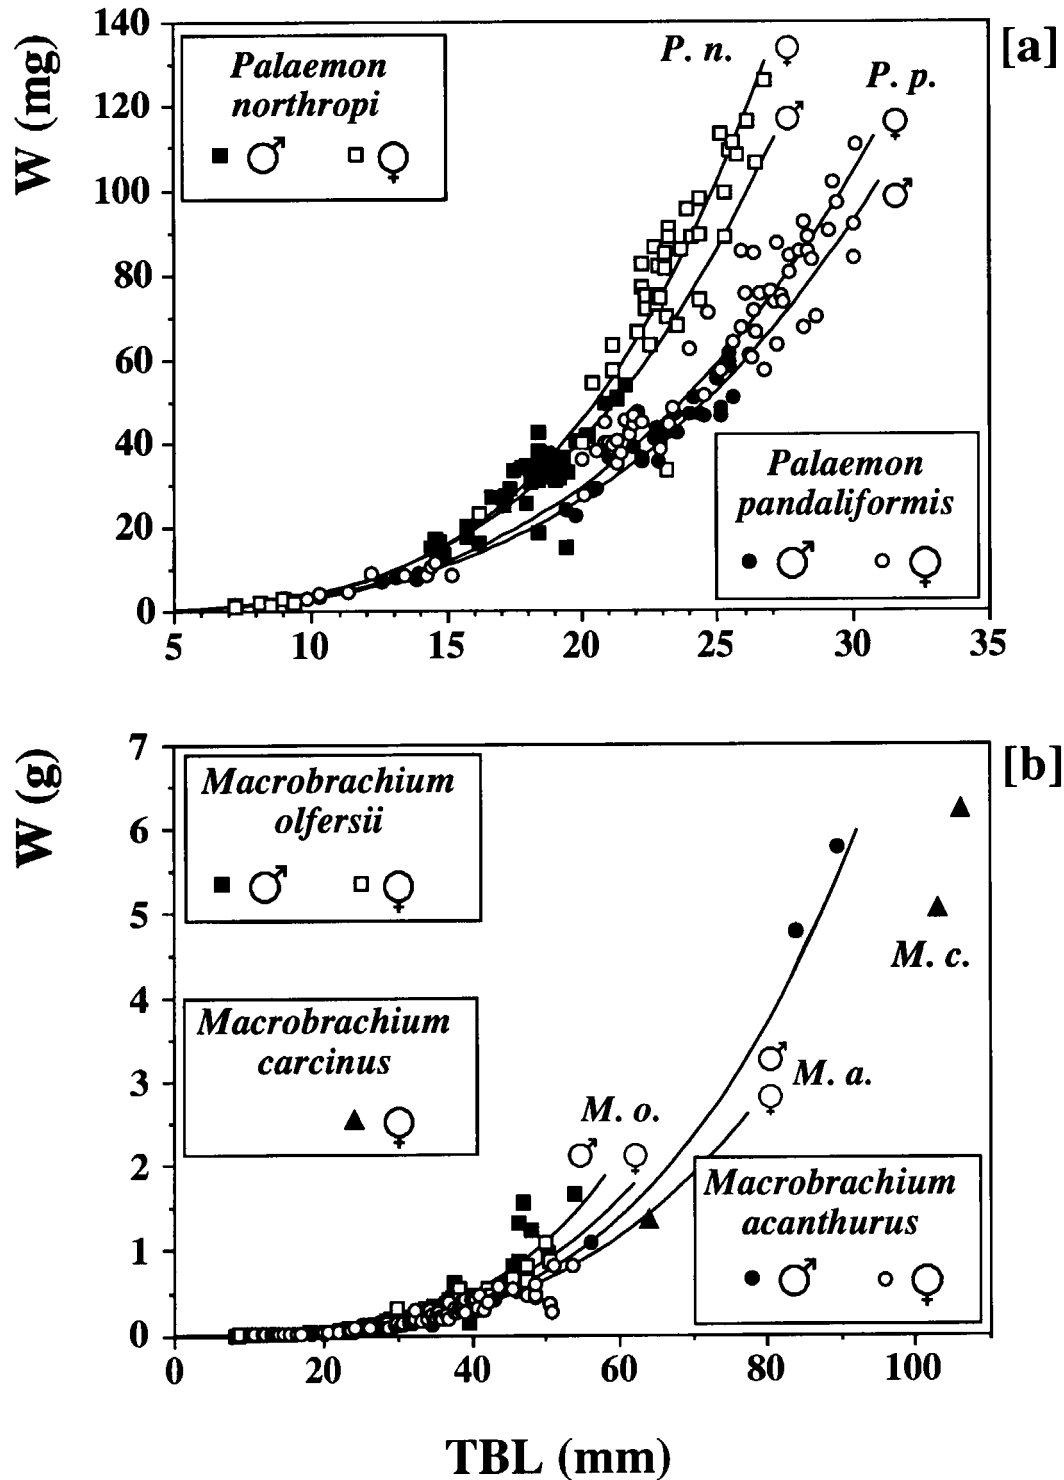 [a]
W (mg)
140
120
100
80
60
40
20
0
5 10 15 20 25 30 35
Palaemon
northropi
■ ♂ □ ♀
P. n. ♀
♂
P. p.
♀
♂
Palaemon
pandaliformis
● ♂ ○ ♀
[b]
W (g)
7
6
5
4
3
2
1
0
0 20 40 60 80 100
Macrobrachium
olfersii
■ ♂ □ ♀
Macrobrachium
carcinus
▲ ♀
M. c.
M. o.
♂ ♀
♂
♀
M. a.
Macrobrachium
acanthurus
● ♂ ○ ♀
TBL (mm)